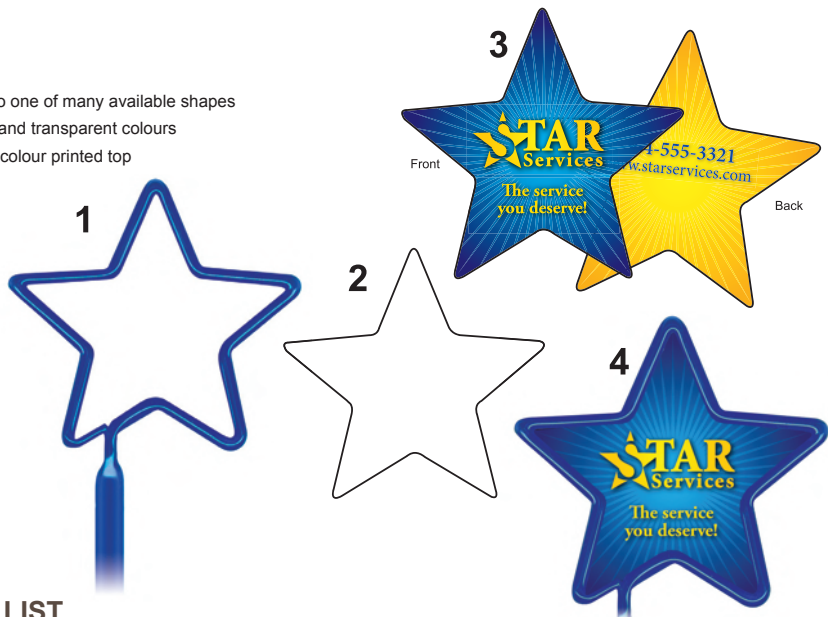 one of many available shapes
and transparent colours
colour printed top
1
2
3
Front
STAR
Services
The service
you deserve!
4-555-3321
w.starservices.com
Back
4
STAR
Services
The service
you deserve!
LIST